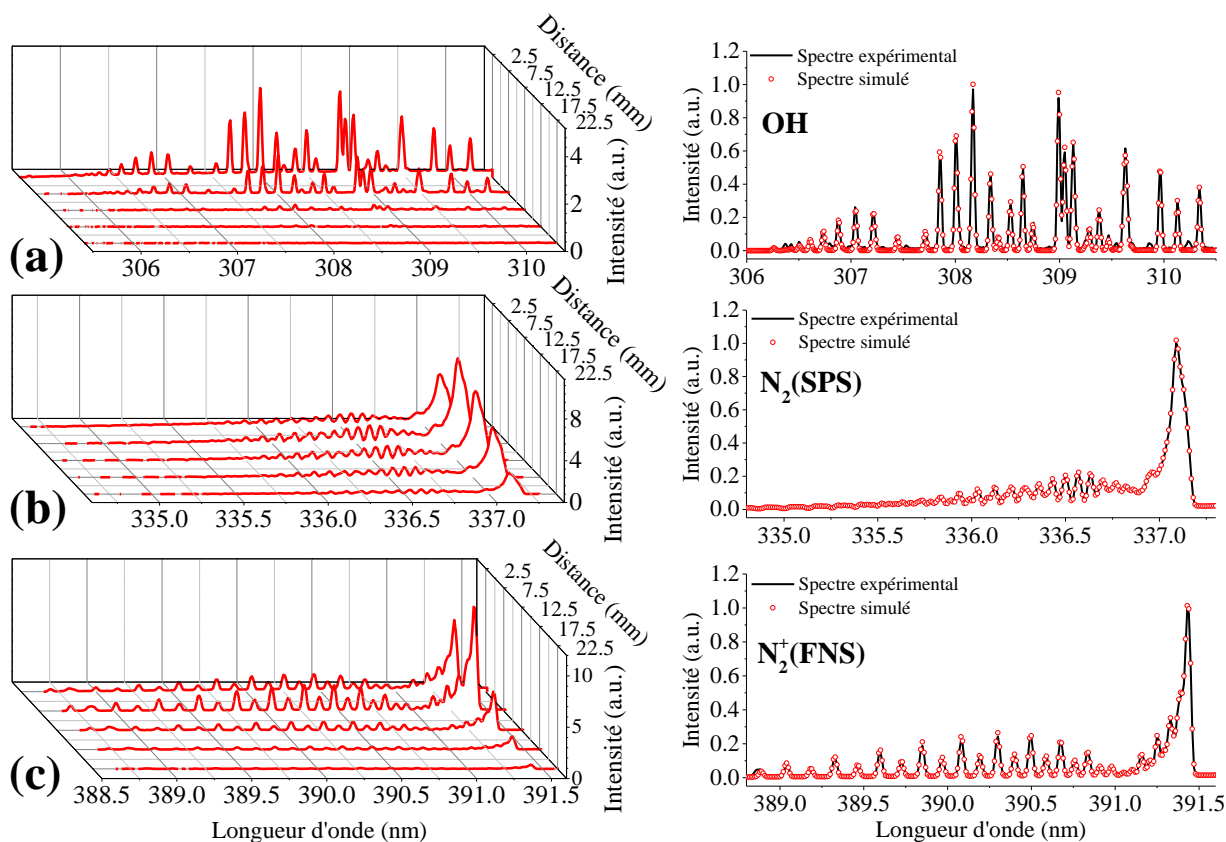 (a)
2.5
7.5
12.5
17.5
22.5
Distance (mm)
4
2
0
Intensité (a.u.)
306 307 308 309 310
1.2
1.0
0.8
0.6
0.4
0.2
0.0
Intensité (a.u.)
Spectre expérimental
Spectre simulé
OH
306 307 308 309 310
(b)
2.5
7.5
12.5
17.5
22.5
Distance (mm)
8
4
0
Intensité (a.u.)
335.0 335.5 336.0 336.5 337.0
1.2
1.0
0.8
0.6
0.4
0.2
0.0
Intensité (a.u.)
Spectre expérimental
Spectre simulé
N₂(SPS)
335.0 335.5 336.0 336.5 337.0
(c)
2.5
7.5
12.5
17.5
22.5
Distance (mm)
10
5
0
Intensité (a.u.)
388.5 389.0 389.5 390.0 390.5 391.0 391.5
Longueur d'onde (nm)
1.2
1.0
0.8
0.6
0.4
0.2
0.0
Intensité (a.u.)
Spectre expérimental
Spectre simulé
N₂⁺(FNS)
389.0 389.5 390.0 390.5 391.0 391.5
Longueur d'onde (nm)